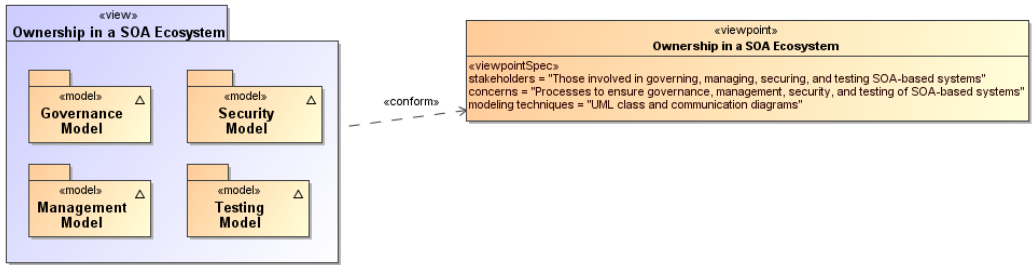 «view»
Ownership in a SOA Ecosystem
«model»
Governance
Model
«model»
Security
Model
«model»
Management
Model
«model»
Testing
Model
«conform»
«viewpoint»
Ownership in a SOA Ecosystem
«viewpointSpec»
stakeholders = "Those involved in governing, managing, securing, and testing SOA-based systems"
concerns = "Processes to ensure governance, management, security, and testing of SOA-based systems"
modeling techniques = "UML class and communication diagrams"